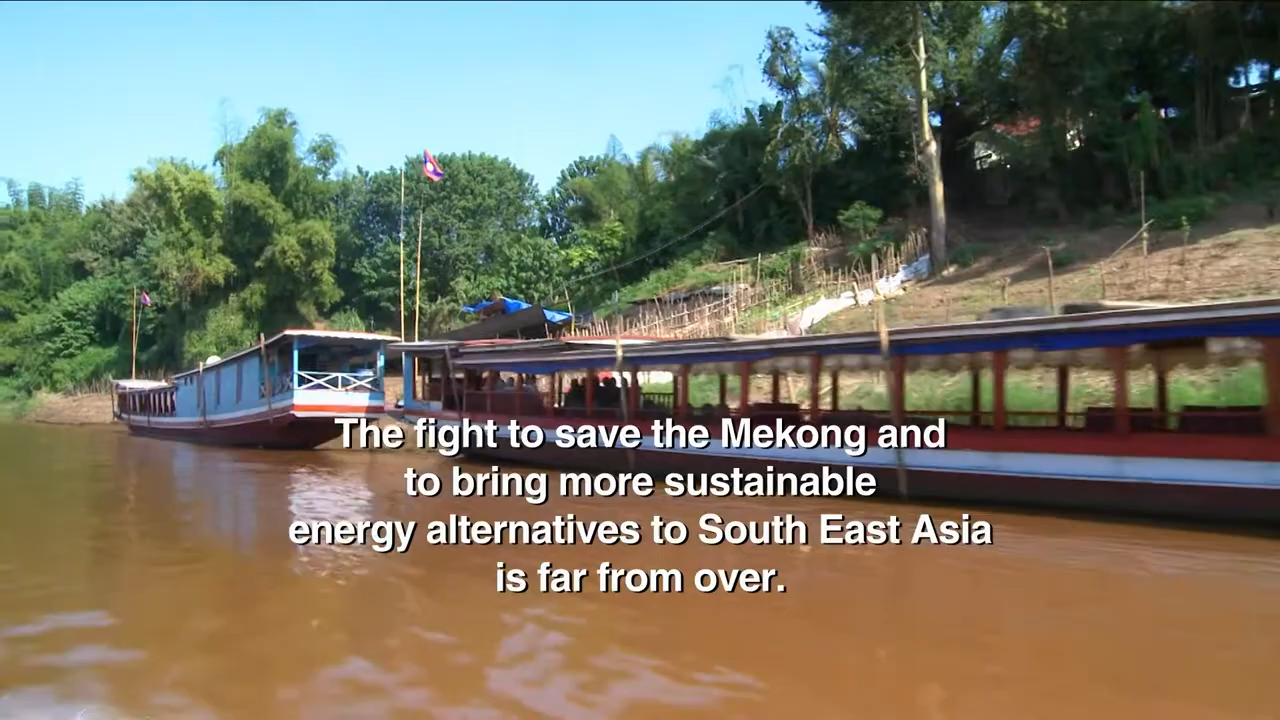 The fight to save the Mekong and
to bring more sustainable
energy alternatives to South East Asia
is far from over.